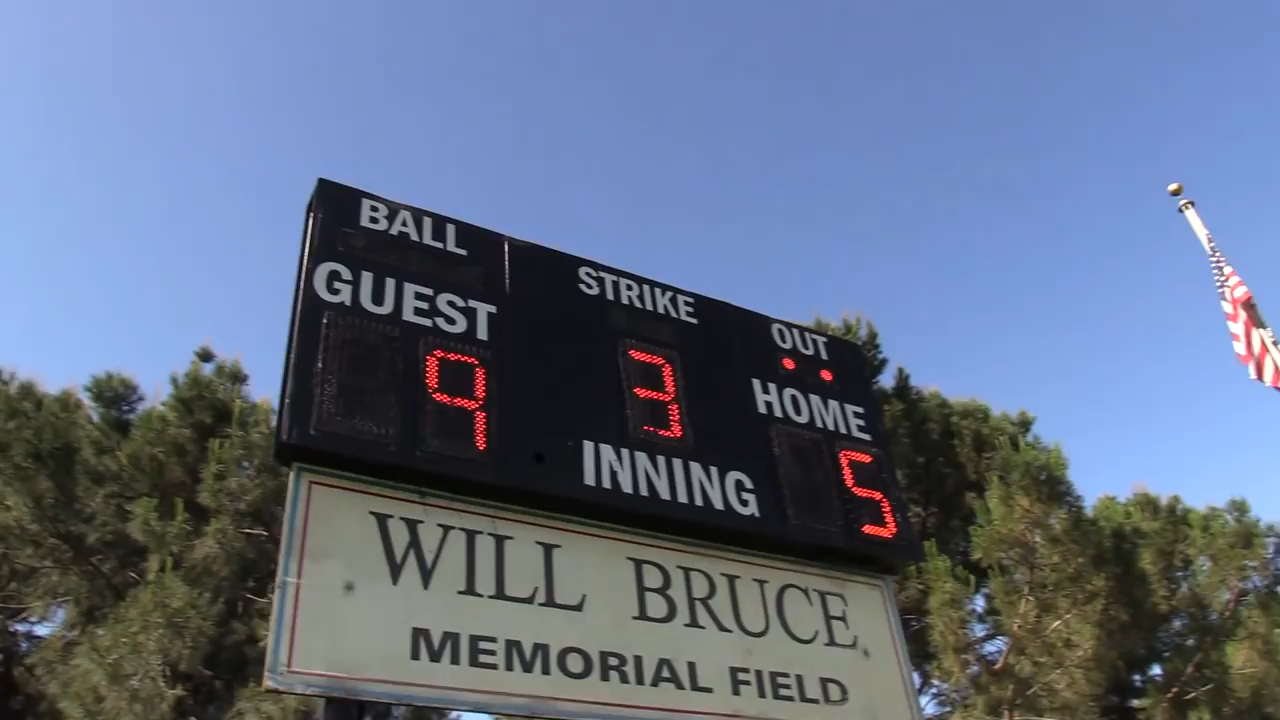 BALL STRIKE OUT
GUEST HOME
9 3 5
INNING
WILL BRUCE
MEMORIAL FIELD